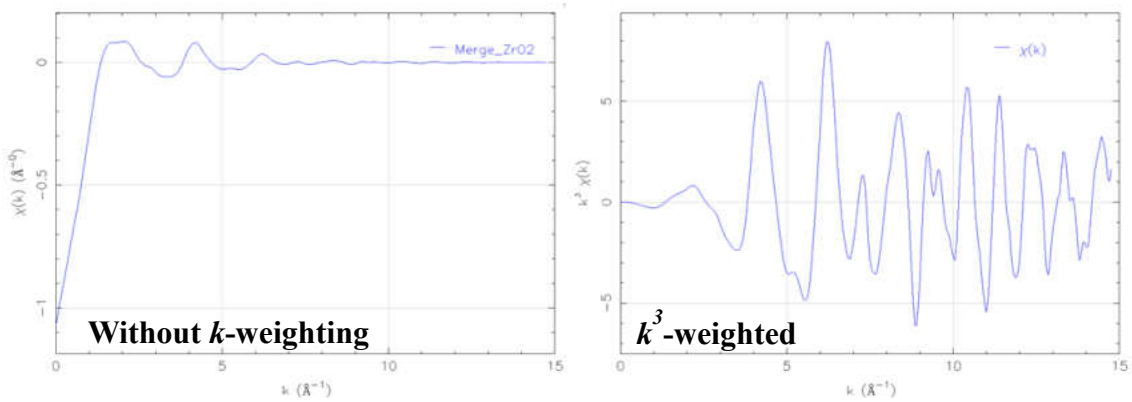 Merge_ZrO2
χ(k) (Å⁻⁰)
0
−0.5
−1
Without k-weighting
0 5 10 15
k (Å⁻¹)
χ(k)
k³ χ(k)
5
0
−5
k³-weighted
0 5 10 15
k (Å⁻¹)